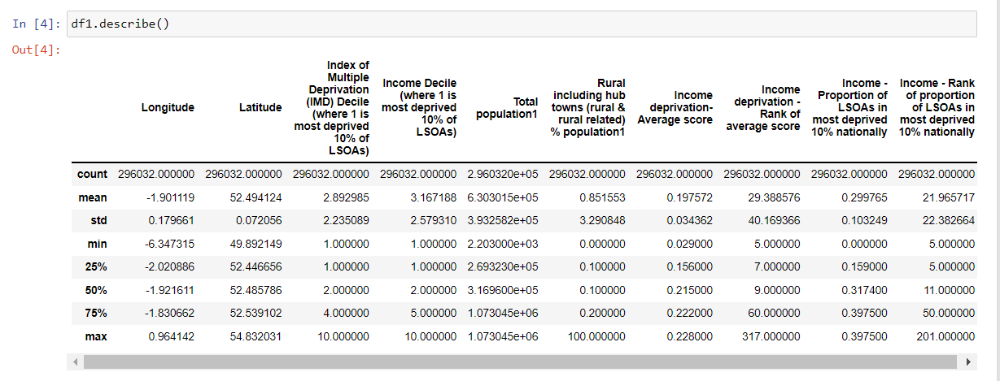 In [4]: df1.describe()
Out[4]:
Longitude Latitude Index of Multiple Deprivation (IMD) Decile (where 1 is most deprived 10% of LSOAs) Income Decile (where 1 is most deprived 10% of LSOAs) Total population1 Rural including hub towns (rural & rural related) % population1 Income deprivation- Average score Income deprivation - Rank of average score Income - Proportion of LSOAs in most deprived 10% nationally Income - Rank of proportion of LSOAs in most deprived 10% nationally
count 296032.000000 296032.000000 296032.000000 296032.000000 2.960320e+05 296032.000000 296032.000000 296032.000000 296032.000000 296032.000000
mean -1.901119 52.494124 2.892985 3.167188 6.303015e+05 0.851553 0.197572 29.388576 0.299765 21.965717
std 0.179661 0.072056 2.235089 2.579310 3.932582e+05 3.290848 0.034362 40.169366 0.103249 22.382664
min -6.347315 49.892149 1.000000 1.000000 2.203000e+03 0.000000 0.029000 5.000000 0.000000 5.000000
25% -2.020886 52.446656 1.000000 1.000000 2.693230e+05 0.100000 0.156000 7.000000 0.159000 5.000000
50% -1.921611 52.485786 2.000000 2.000000 3.169600e+05 0.100000 0.215000 9.000000 0.317400 11.000000
75% -1.830662 52.539102 4.000000 5.000000 1.073045e+06 0.200000 0.222000 60.000000 0.397500 50.000000
max 0.964142 54.832031 10.000000 10.000000 1.073045e+06 100.000000 0.228000 317.000000 0.397500 201.000000